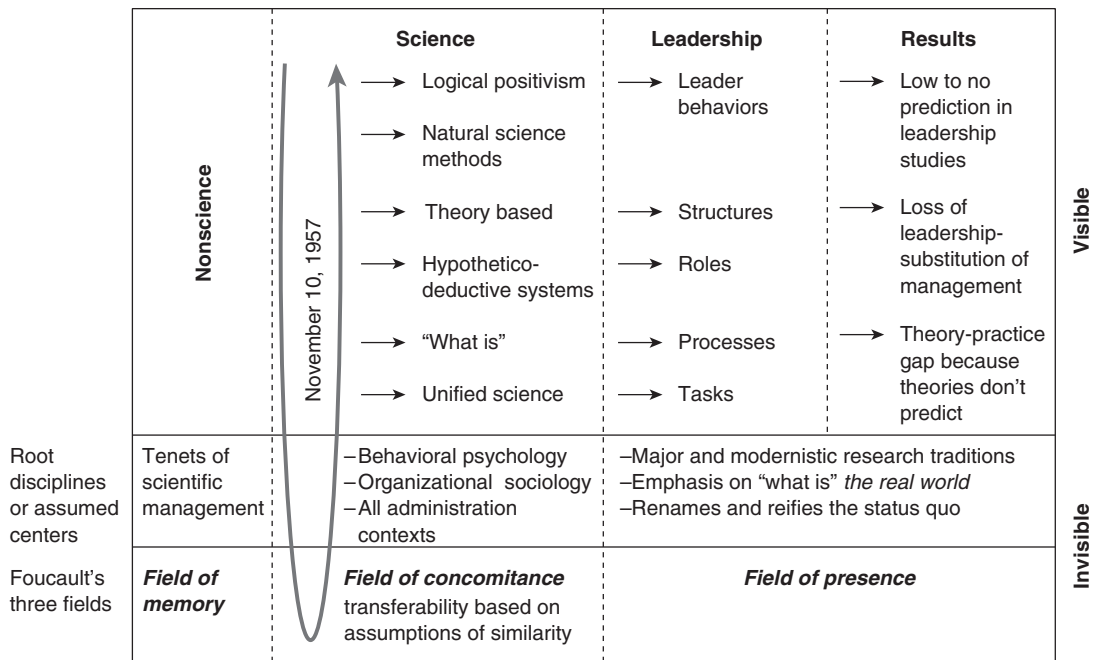 Science
Leadership
Results
Nonscience
November 10, 1957
Logical positivism
Natural science
methods
Theory based
Hypothetico-
deductive systems
“What is”
Unified science
Leader
behaviors
Structures
Roles
Processes
Tasks
Low to no
prediction in
leadership
studies
Loss of
leadership-
substitution of
management
Theory-practice
gap because
theories don’t
predict
Visible
Root
disciplines
or assumed
centers
Tenets of
scientific
management
–Behavioral psychology
–Organizational sociology
–All administration
contexts
–Major and modernistic research traditions
–Emphasis on “what is” the real world
–Renames and reifies the status quo
Invisible
Foucault’s
three fields
Field of
memory
Field of concomitance
transferability based on
assumptions of similarity
Field of presence